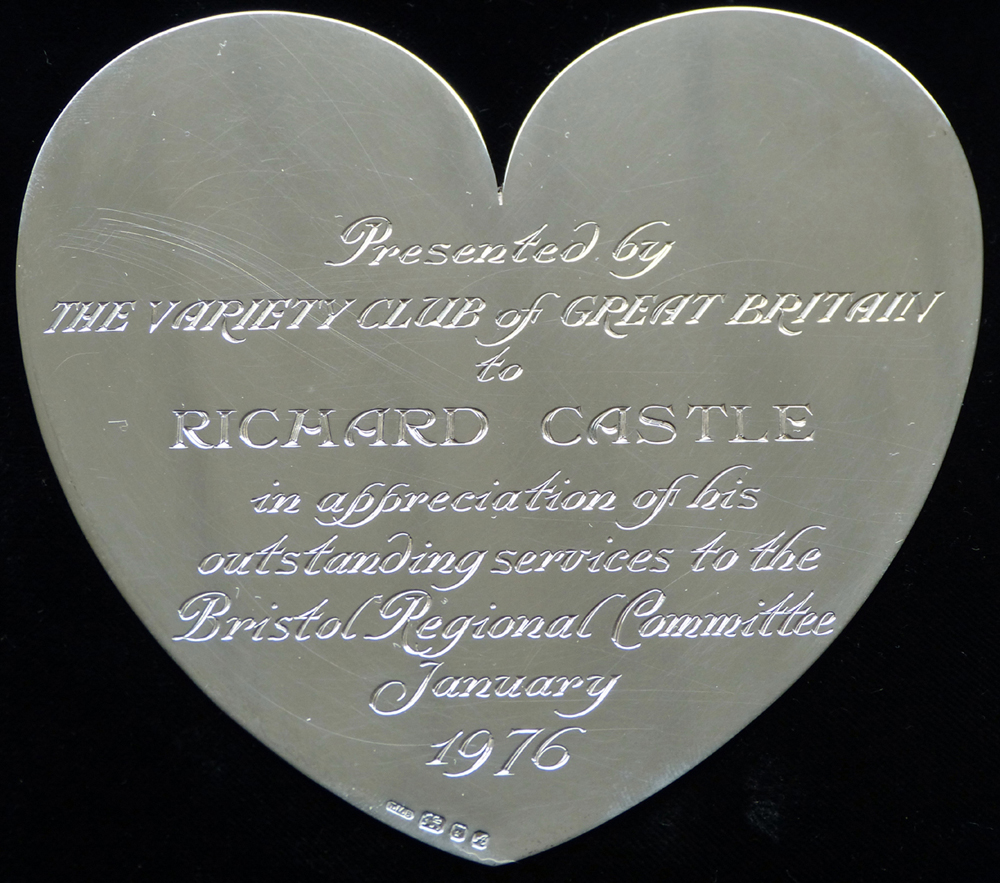 Presented by
THE VARIETY CLUB of GREAT BRITAIN
to
RICHARD CASTLE
in appreciation of his
outstanding services to the
Bristol Regional Committee
January
1976